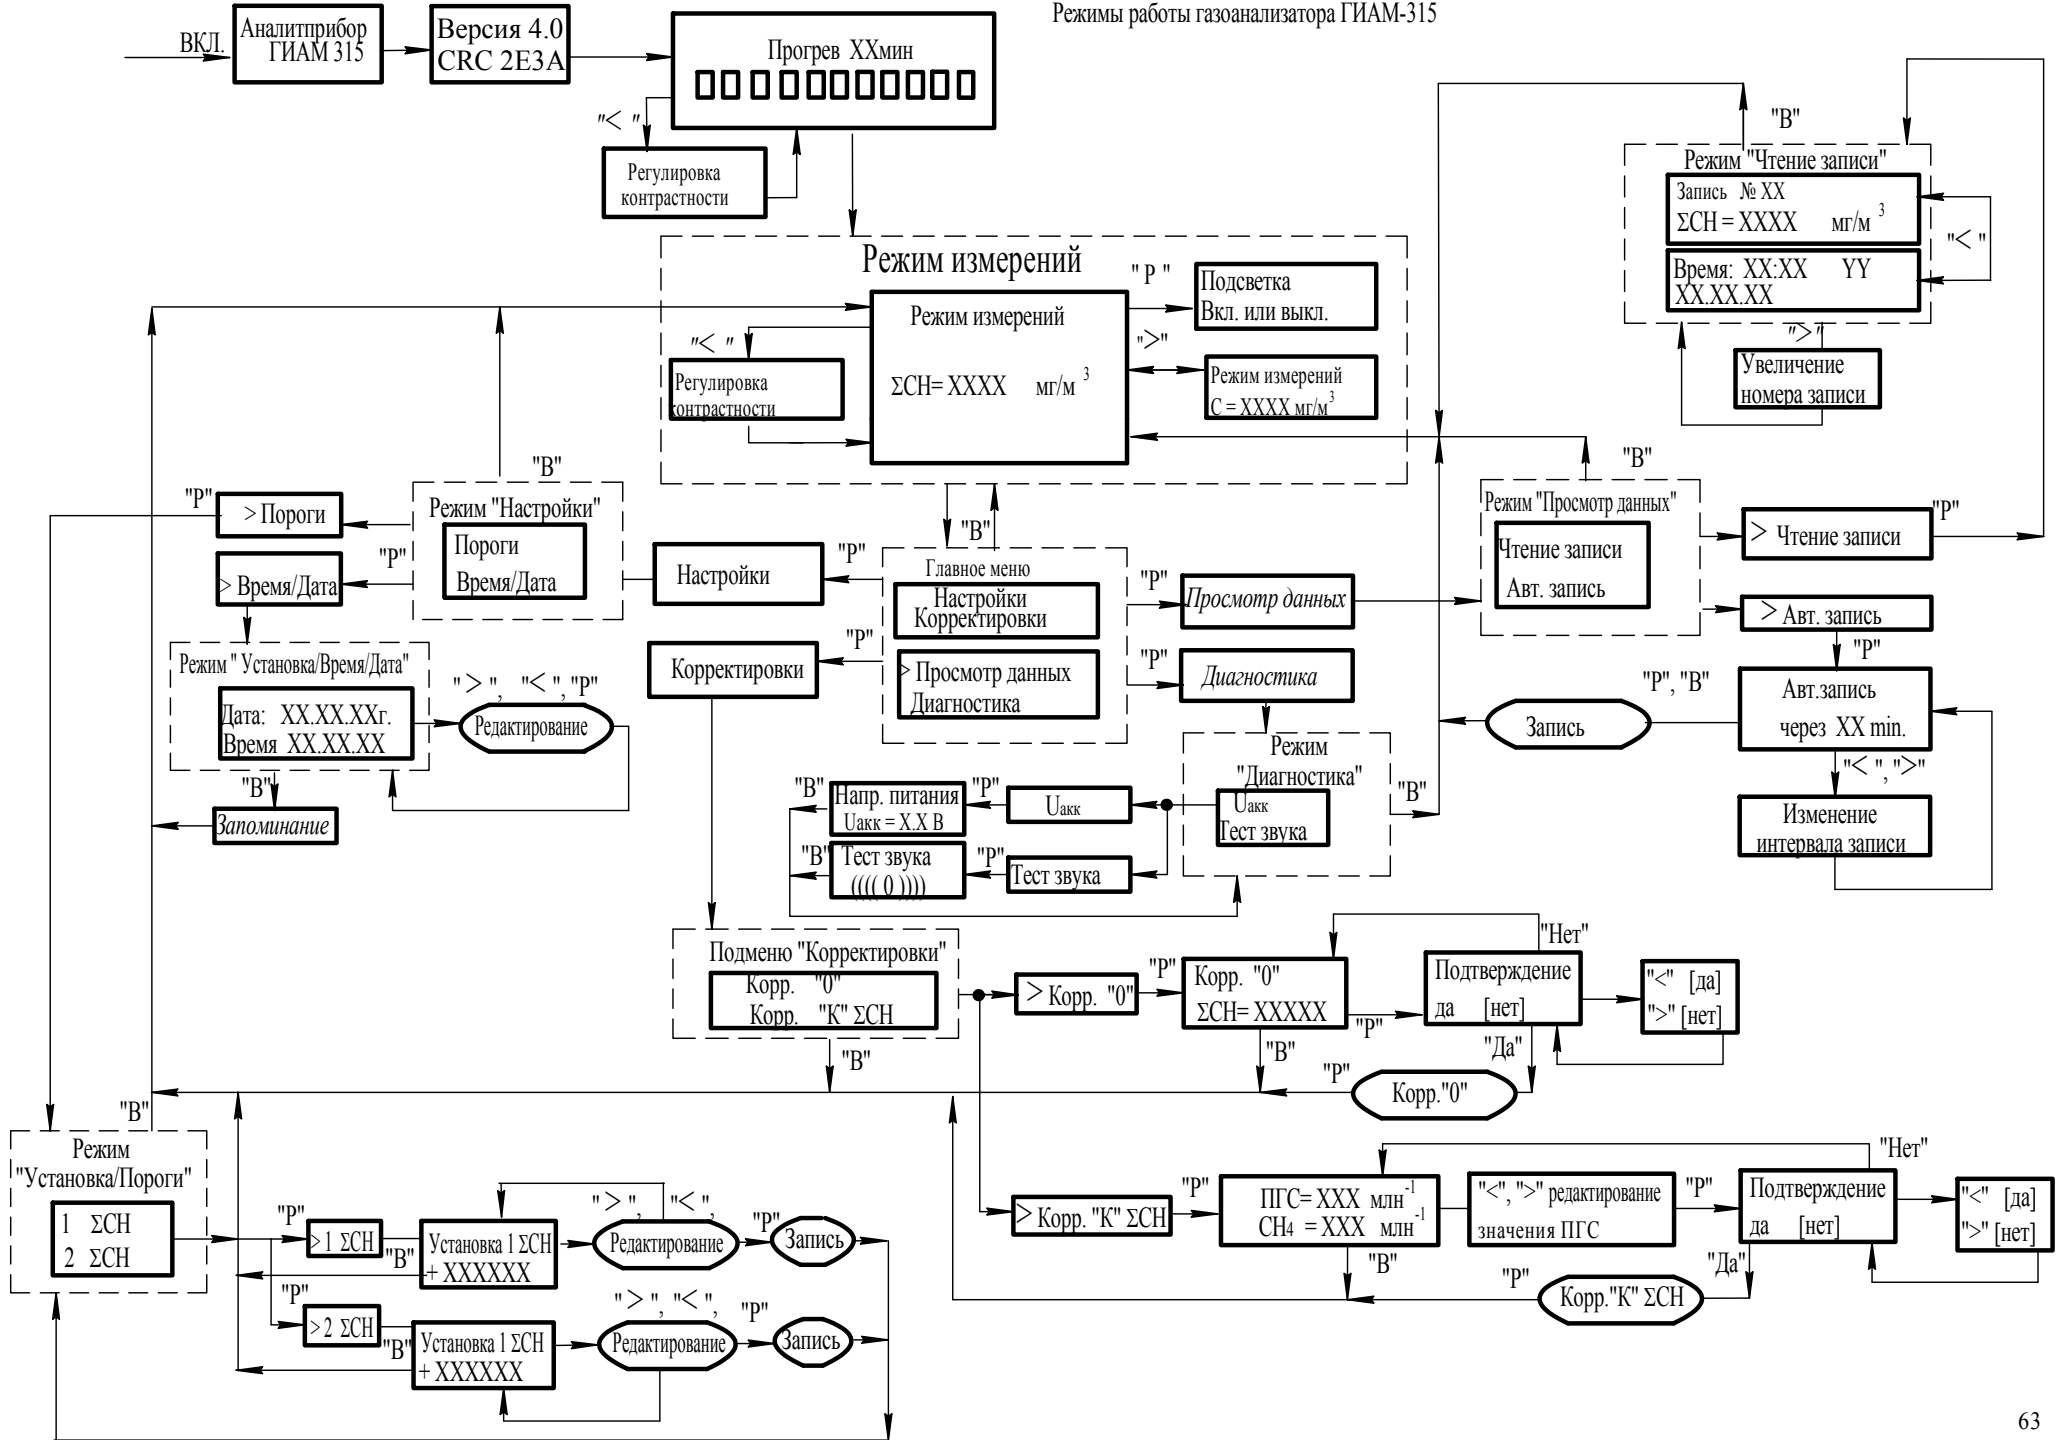 Режимы работы газоанализатора ГИАМ-315
ВКЛ.
Аналитприбор
ГИАМ 315
Версия 4.0
CRC 2E3A
Прогрев XXмин
"< "
Регулировка
контрастности
"В"
Режим "Чтение записи"
Запись № XX
ΣCH = XXXX мг/м 3
"< "
Время: XX:XX YY
XX.XX.XX
">"
Увеличение
номера записи
Режим измерений
Режим измерений
ΣCH= XXXX мг/м 3
" Р "
Подсветка
Вкл. или выкл.
"< "
Регулировка
контрастности
">"
Режим измерений
C = XXXX мг/м3
"В"
"Р"
> Пороги
Режим "Настройки"
Пороги
Время/Дата
"Р"
> Время/Дата
Настройки
"Р"
"В"
Главное меню
Настройки
Корректировки
> Просмотр данных
Диагностика
"Р"
Корректировки
"Р"
Просмотр данных
"Р"
Диагностика
"В"
Режим "Просмотр данных"
Чтение записи
Авт. запись
> Чтение записи
"Р"
> Авт. запись
"Р"
Авт.запись
через XX min.
"Р", "В"
Запись
"< ", ">"
Изменение
интервала записи
Режим " Установка/Время/Дата"
Дата: XX.XX.XXг.
Время XX.XX.XX
" > ", "< ", "Р"
Редактирование
"В"
Запоминание
Режим
"Диагностика"
Uакк
Тест звука
"В"
"В"
Напр. питания
Uакк = X.X В
"Р"
Uакк
"В"
Тест звука
(((( 0 ))))
"Р"
Тест звука
Подменю "Корректировки"
Корр. "0"
Корр. "К" ΣCH
"В"
> Корр. "0"
"Р"
Корр. "0"
ΣCH= XXXXX
"Р"
"В"
"Нет"
Подтверждение
да [нет]
"<" [да]
">" [нет]
"Да"
"Р"
Корр."0"
"В"
Режим
"Установка/Пороги"
1 ΣCH
2 ΣCH
"Р"
>1 ΣCH
"В"
Установка 1 ΣCH
+ XXXXXX
" > ", "< ",
Редактирование
"Р"
Запись
"Р"
>2 ΣCH
"В"
Установка 1 ΣCH
+ XXXXXX
" > ", "< ",
Редактирование
"Р"
Запись
> Корр. "К" ΣCH
"Р"
ПГС= XXX млн-1
CH4 = XXX млн-1
"В"
"<", ">" редактирование
значения ПГС
"Р"
"Нет"
Подтверждение
да [нет]
"<" [да]
">" [нет]
"Да"
"Р"
Корр."К" ΣCH
63